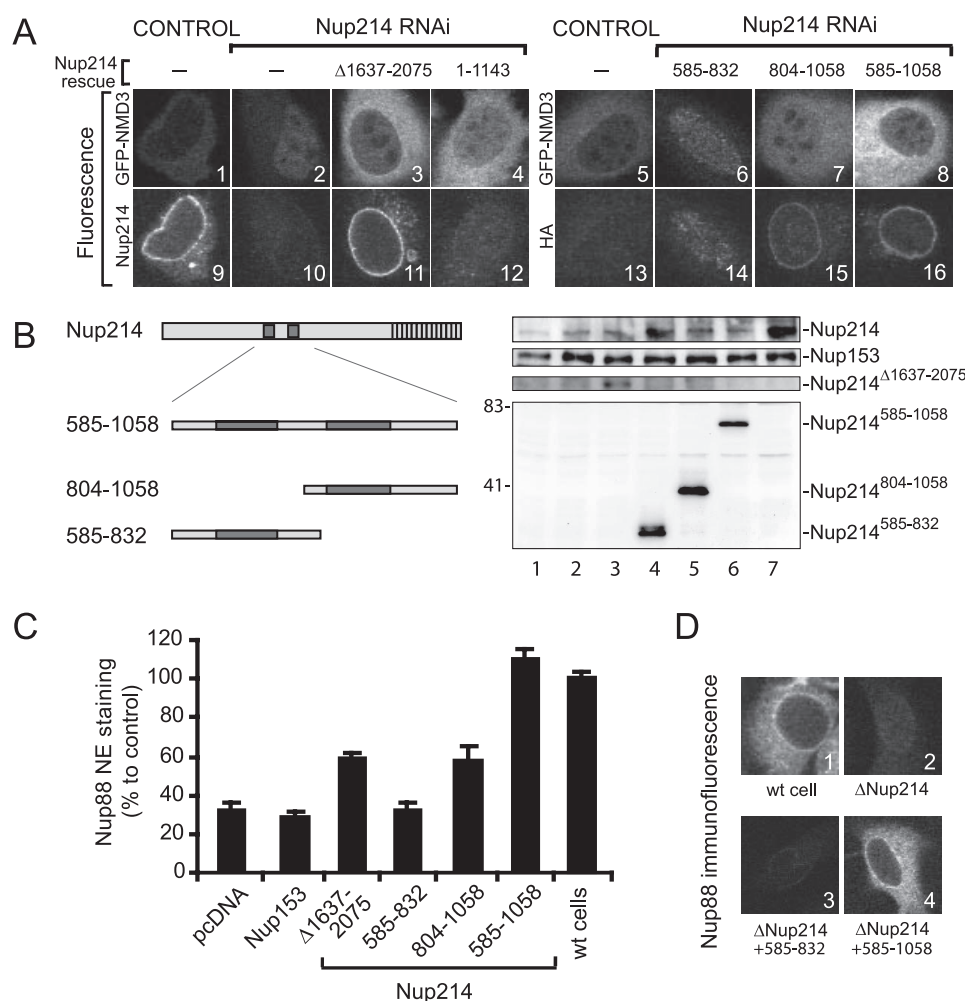 A
CONTROL
Nup214 RNAi
Nup214 RNAi
Nup214
rescue
–
–
Δ1637-2075
1-1143
–
585-832
804-1058
585-1058
Fluorescence
GFP-NMD3
1
2
3
4
GFP-NMD3
5
6
7
8
Nup214
9
10
11
12
HA
13
14
15
16
B
Nup214
585-1058
804-1058
585-832
-Nup214
-Nup153
-Nup214Δ1637-2075
83-
-Nup214585-1058
41-
-Nup214804-1058
-Nup214585-832
1 2 3 4 5 6 7
C
Nup88 NE staining
(% to control)
120
100
80
60
40
20
0
pcDNA
Nup153
Δ1637-
2075
585-832
804-1058
585-1058
wt cells
Nup214
D
Nup88 immunofluorescence
1
2
wt cell
ΔNup214
3
4
ΔNup214
+585-832
ΔNup214
+585-1058